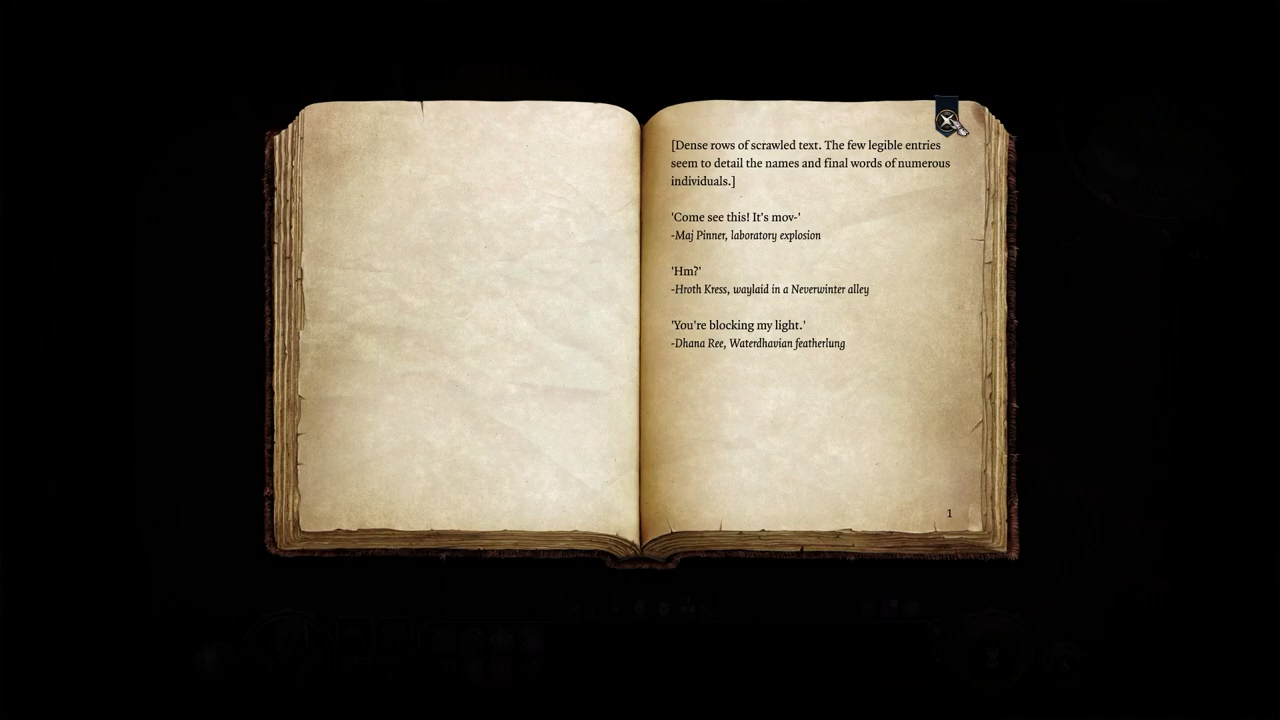 [Dense rows of scrawled text. The few legible entries
seem to detail the names and final words of numerous
individuals.]
'Come see this! It's mov-'
-Maj Pinner, laboratory explosion
'Hm?'
-Hroth Kress, waylaid in a Neverwinter alley
'You're blocking my light.'
-Dhana Ree, Waterdhavian featherlung
1